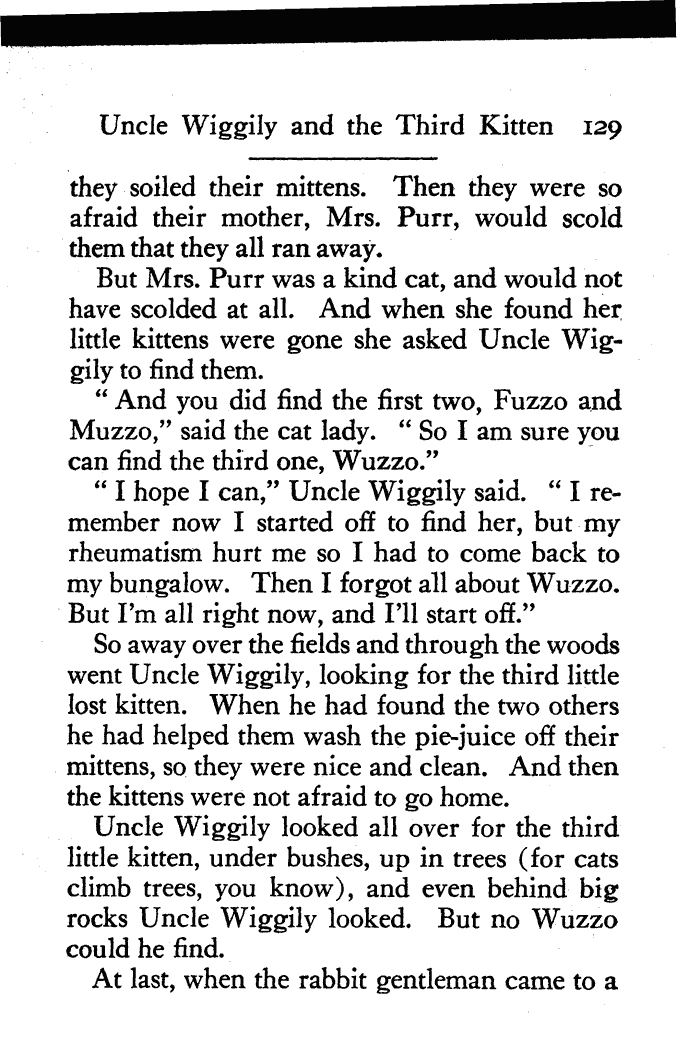 Uncle Wiggily and the Third Kitten 129
they soiled their mittens. Then they were so
afraid their mother, Mrs. Purr, would scold
them that they all ran away.
But Mrs. Purr was a kind cat, and would not
have scolded at all. And when she found her
little kittens were gone she asked Uncle Wig-
gily to find them.
“ And you did find the first two, Fuzzo and
Muzzo,” said the cat lady. “ So I am sure you
can find the third one, Wuzzo.”
“ I hope I can,” Uncle Wiggily said. “ I re-
member now I started off to find her, but my
rheumatism hurt me so I had to come back to
my bungalow. Then I forgot all about Wuzzo.
But I’m all right now, and I’ll start off.”
So away over the fields and through the woods
went Uncle Wiggily, looking for the third little
lost kitten. When he had found the two others
he had helped them wash the pie-juice off their
mittens, so they were nice and clean. And then
the kittens were not afraid to go home.
Uncle Wiggily looked all over for the third
little kitten, under bushes, up in trees (for cats
climb trees, you know), and even behind big
rocks Uncle Wiggily looked. But no Wuzzo
could he find.
At last, when the rabbit gentleman came to a